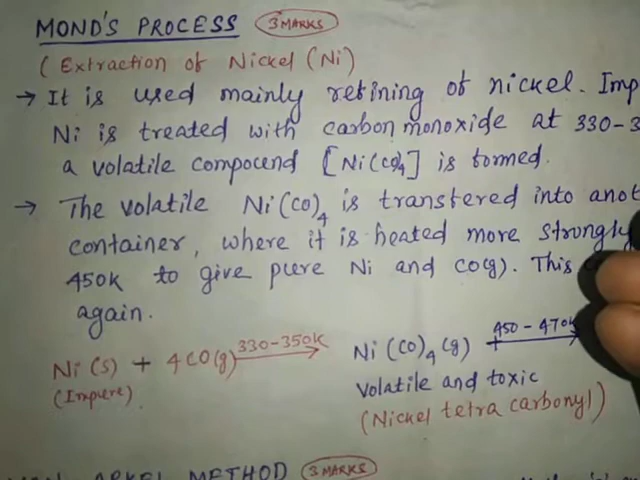 MOND'S PROCESS (3 MARKS)
(Extraction of Nickel (Ni)
→ It is used mainly refining of nickel. Imp
Ni is treated with carbon monoxide at 330-3
a volatile compound [Ni(CO)4] is formed.
→ The volatile Ni(CO)4 is transfered into anot
container, where it is heated more strongly
450K to give pure Ni and CO(g). This
again.
Ni(s) + 4CO(g) 330-350K → Ni(CO)4(g) 450-470K →
(Impure) Volatile and toxic
(Nickel tetra carbonyl)
METHOD (3 MARKS)